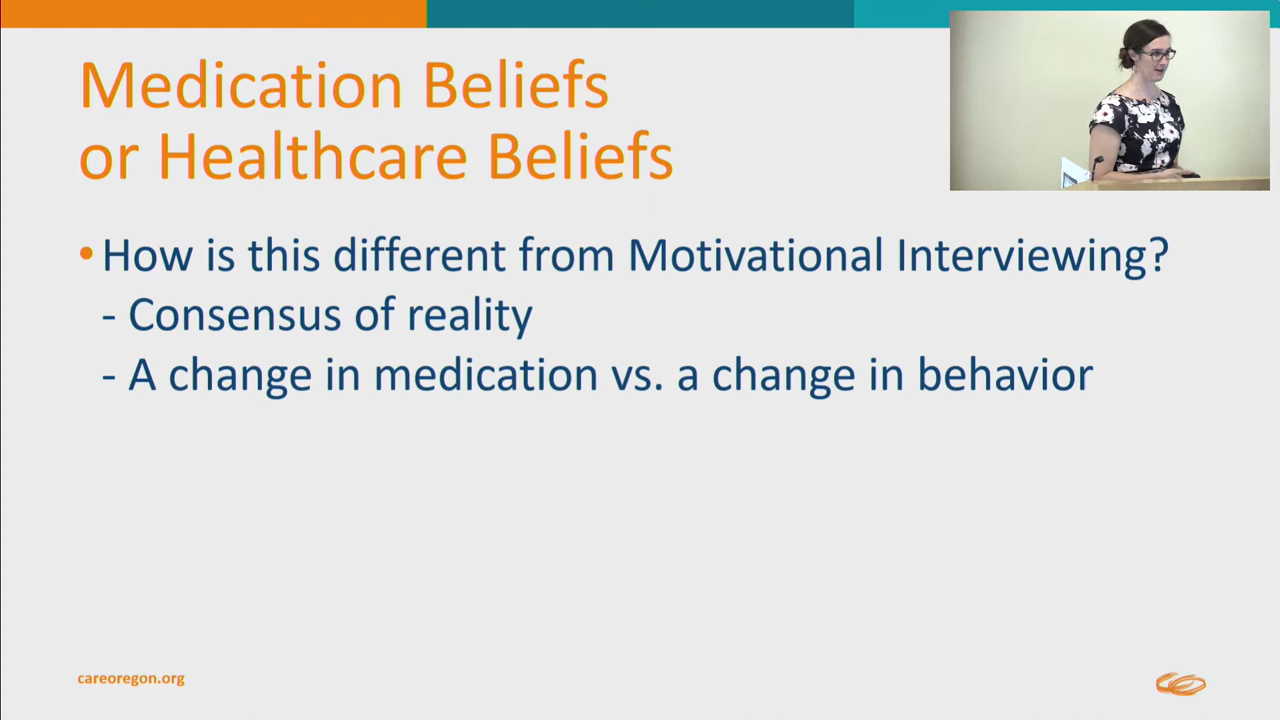 Medication Beliefs
or Healthcare Beliefs
• How is this different from Motivational Interviewing?
- Consensus of reality
- A change in medication vs. a change in behavior
careoregon.org